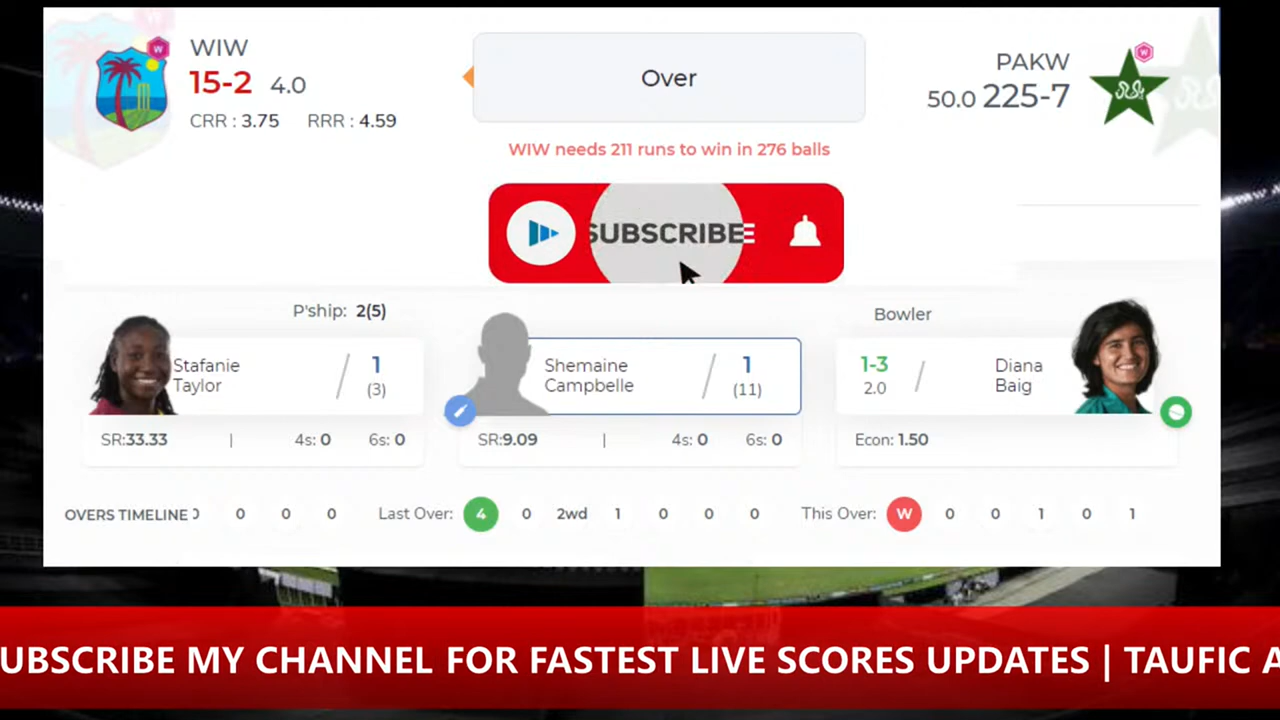 WIW
15-2 4.0
CRR : 3.75 RRR : 4.59
Over
PAKW
50.0 225-7
WIW needs 211 runs to win in 276 balls
SUBSCRIBE
P'ship: 2(5)
Bowler
Stafanie
Taylor
1
(3)
Shemaine
Campbelle
1
(11)
1-3
2.0
Diana
Baig
SR:33.33 | 4s: 0 6s: 0
SR:9.09 | 4s: 0 6s: 0
Econ: 1.50
OVERS TIMELINE 0 0 0 Last Over: 4 0 2wd 1 0 0 0 This Over: W 0 0 1 0 1
UBSCRIBE MY CHANNEL FOR FASTEST LIVE SCORES UPDATES | TAUFIC A